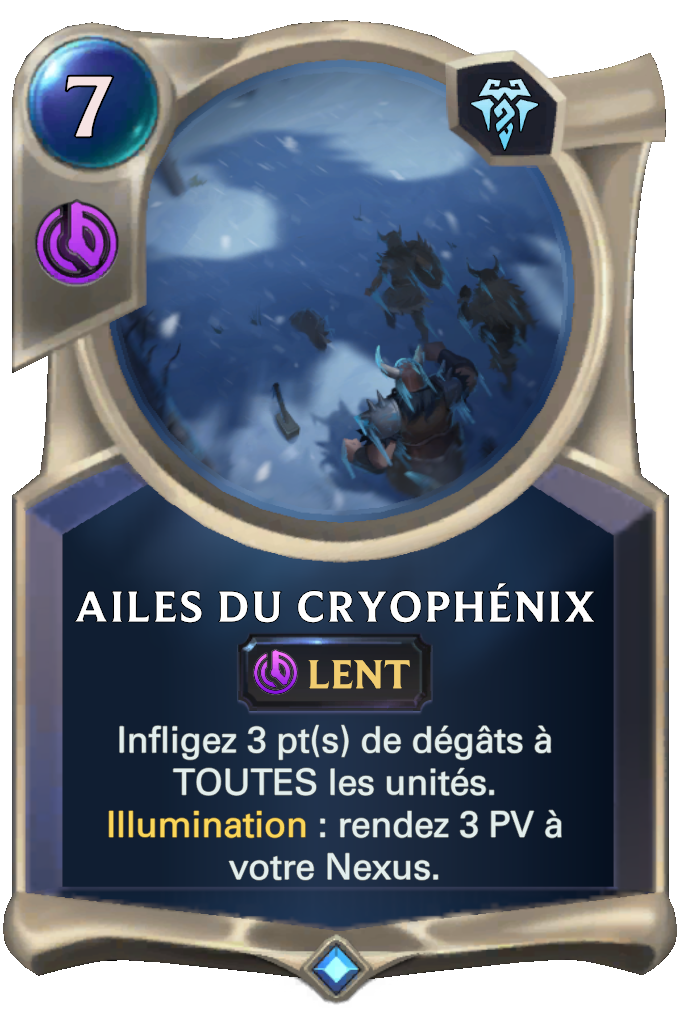 7
AILES DU CRYOPHÉNIX
LENT
Infligez 3 pt(s) de dégâts à
TOUTES les unités.
Illumination : rendez 3 PV à
votre Nexus.